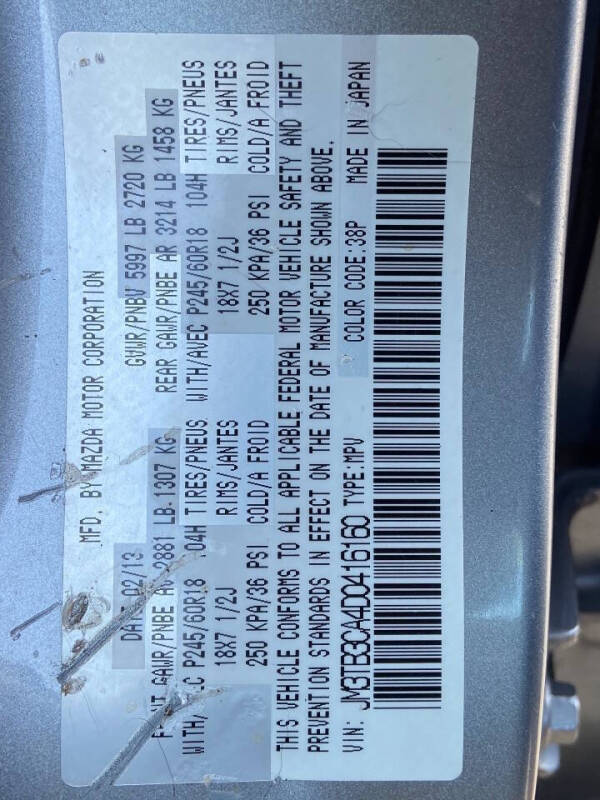 MFD. BY MAZDA MOTOR CORPORATION
DATE 02/13 GVWR/PNBV 5997 LB 2720 KG
FRONT GAWR/PNBE AV 2881 LB 1307 KG REAR GAWR/PNBE AR 3214 LB 1458 KG
WITH/AVEC P245/60R18 104H TIRES/PNEUS WITH/AVEC P245/60R18 104H TIRES/PNEUS
18X7 1/2J RIMS/JANTES 18X7 1/2J RIMS/JANTES
250 KPA/36 PSI COLD/A FROID 250 KPA/36 PSI COLD/A FROID
THIS VEHICLE CONFORMS TO ALL APPLICABLE FEDERAL MOTOR VEHICLE SAFETY AND THEFT
PREVENTION STANDARDS IN EFFECT ON THE DATE OF MANUFACTURE SHOWN ABOVE.
VIN: JM3TB3CA4D0416160 TYPE:MPV COLOR CODE:38P MADE IN JAPAN